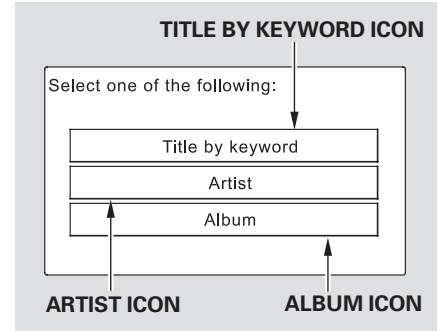 TITLE BY KEYWORD ICON
Select one of the following:
Title by keyword
Artist
Album
ARTIST ICON
ALBUM ICON